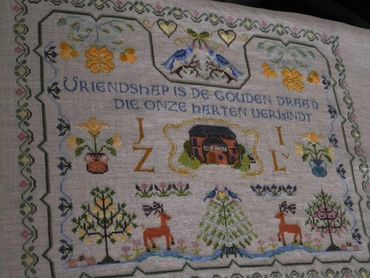 VRIENDSHAP IS DE GOUDEN DRAAD
DIE ONZE HARTEN VERBINDT
J I
Z L